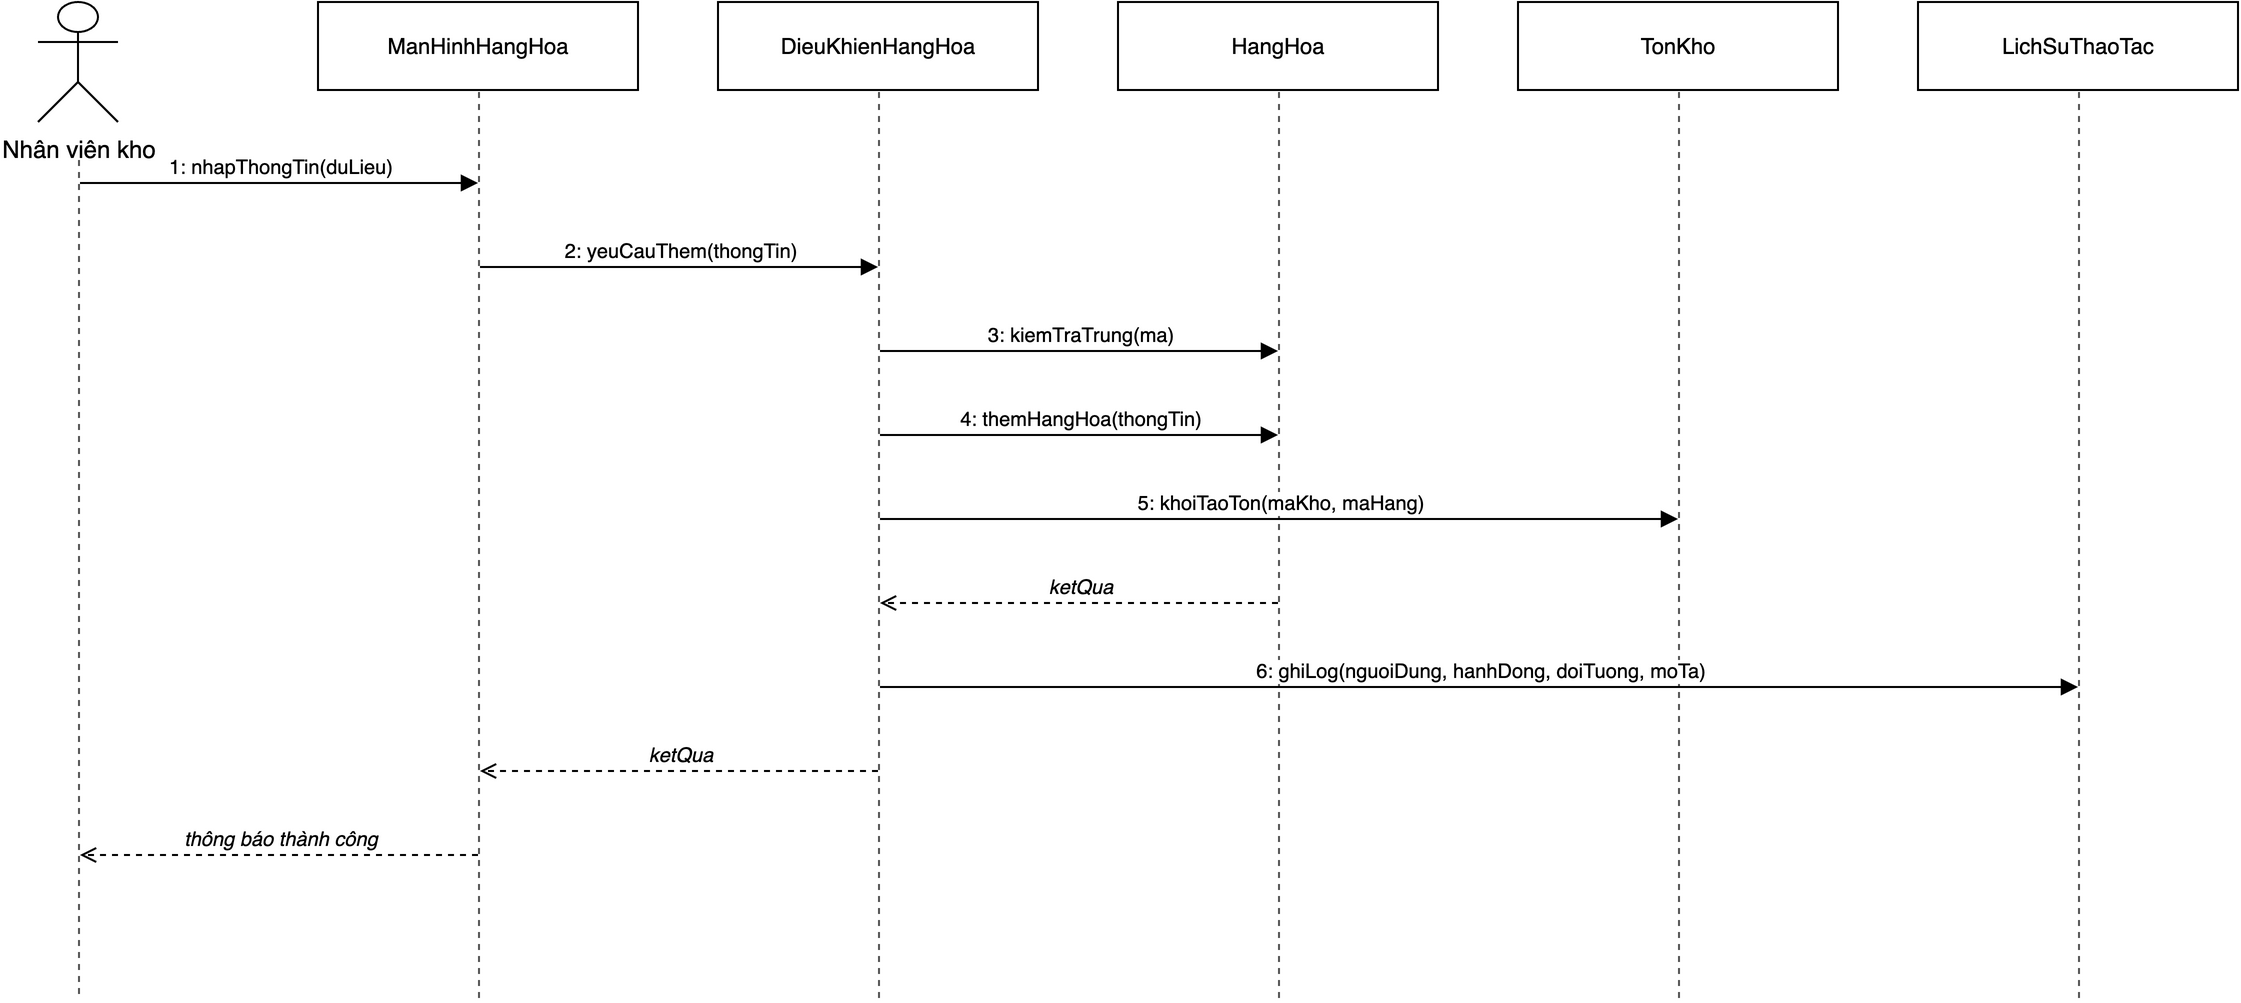 ManHinhHangHoa
DieuKhienHangHoa
HangHoa
TonKho
LichSuThaoTac
Nhân viên kho
1: nhapThongTin(duLieu)
2: yeuCauThem(thongTin)
3: kiemTraTrung(ma)
4: themHangHoa(thongTin)
5: khoiTaoTon(maKho, maHang)
ketQua
6: ghiLog(nguoiDung, hanhDong, doiTuong, moTa)
ketQua
thông báo thành công